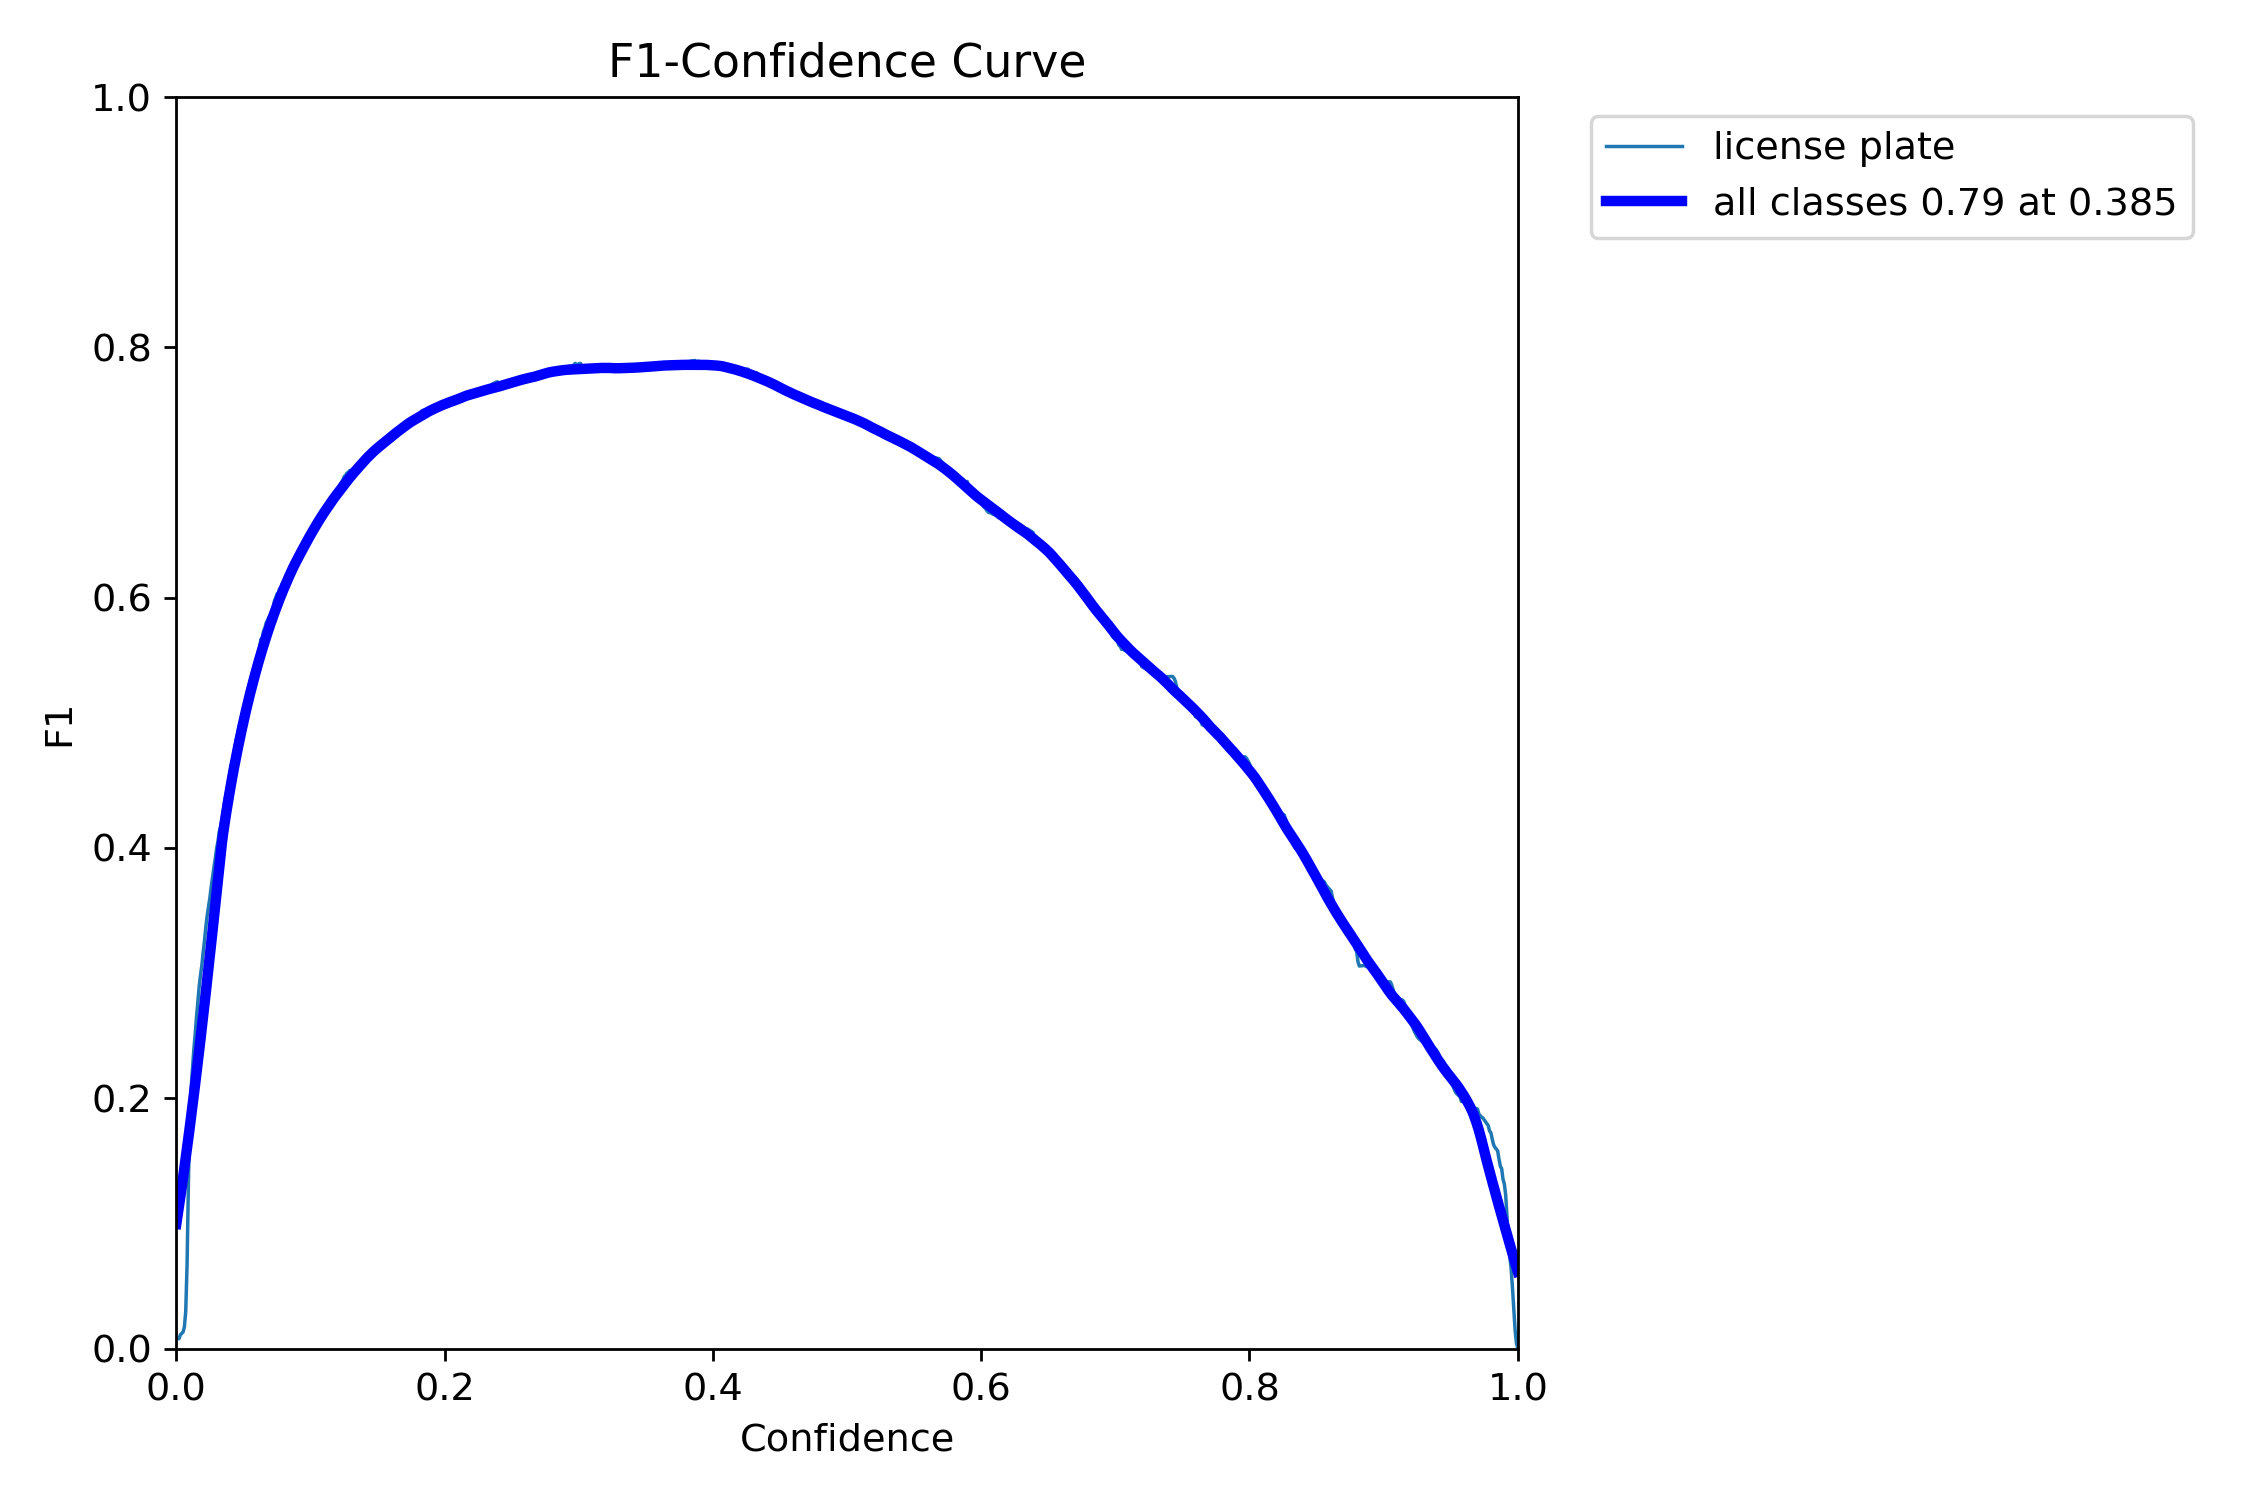 F1-Confidence Curve
1.0
0.8
0.6
0.4
0.2
0.0
F1
0.0 0.2 0.4 0.6 0.8 1.0
Confidence
license plate
all classes 0.79 at 0.385